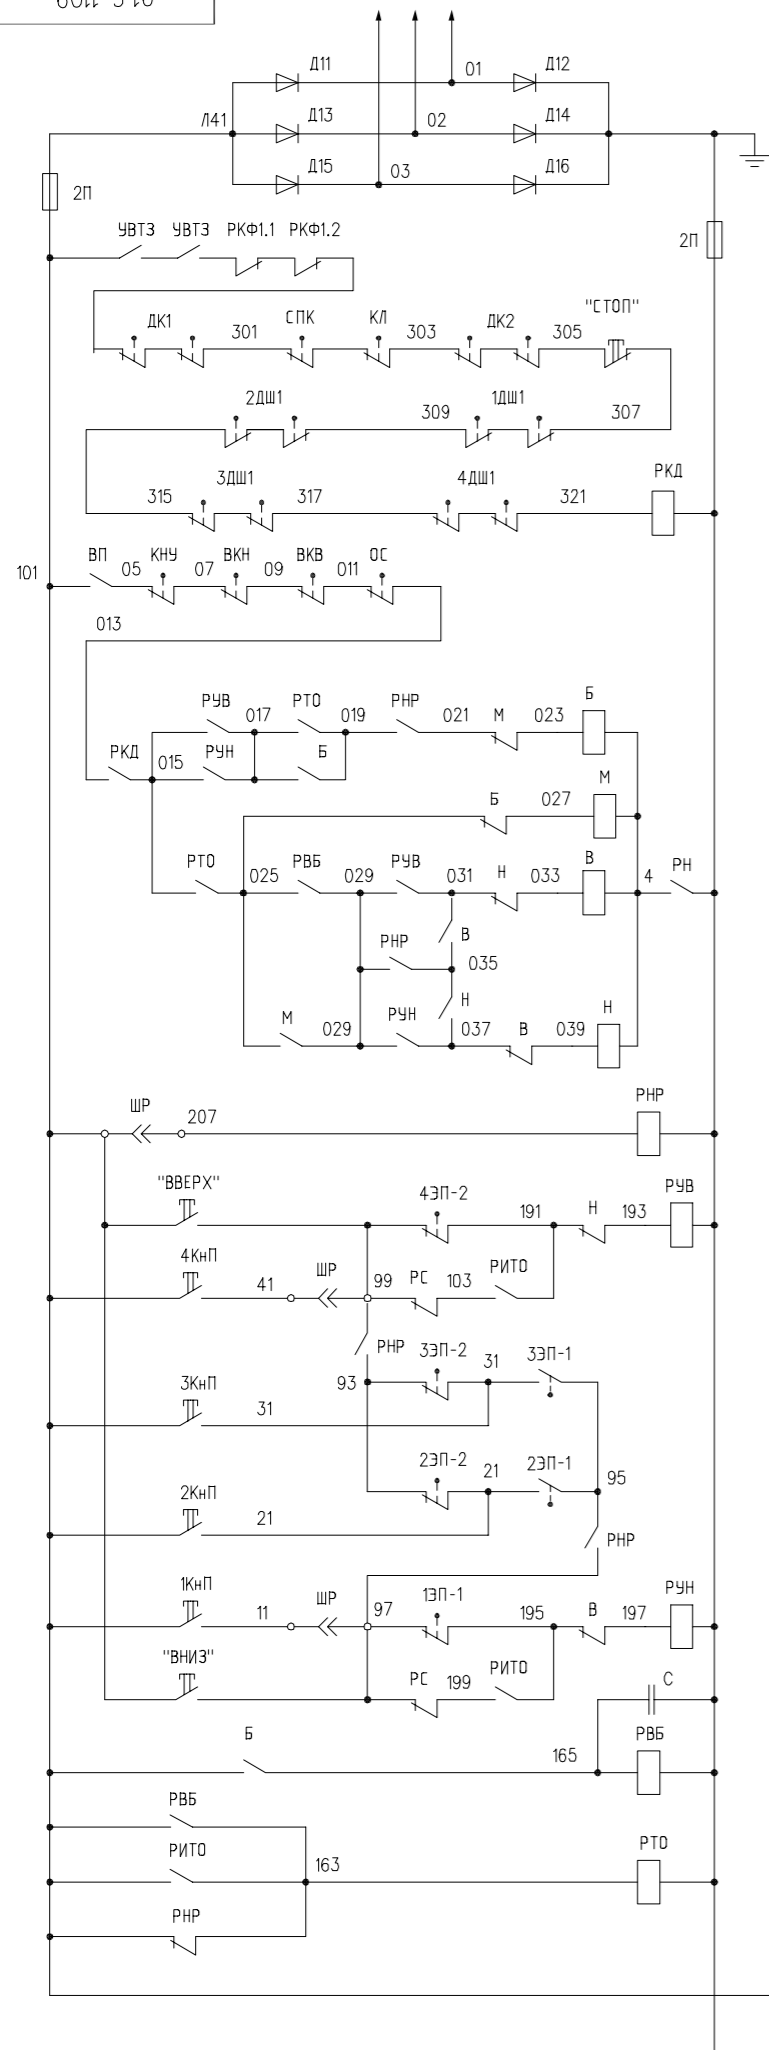 Д11 01 Д12
Л41 Д13 02 Д14
Д15 03 Д16
2П
2П
УВТЗ УВТЗ РКФ1.1 РКФ1.2
ДК1 301 СПК КЛ 303 ДК2 305 "СТОП"
2ДШ1 309 1ДШ1 307
315 3ДШ1 317 4ДШ1 321 РКД
101 ВП 05 КНУ 07 ВКН 09 ВКВ 011 ОС
013
РУВ 017 РТО 019 РНР 021 М 023 Б
РКД 015 РУН Б
Б 027 М
РТО 025 РВБ 029 РУВ 031 Н 033 В 4 РН
В
РНР 035
Н
М 029 РУН 037 В 039 Н
ШР 207 РНР
"ВВЕРХ" 4ЭП-2 191 Н 193 РУВ
4КнП 41 ШР 99 РС 103 РИТО
РНР
93 3ЭП-2 31 3ЭП-1
3КнП 31
2ЭП-2 21 2ЭП-1 95
2КнП 21
РНР
1КнП 11 ШР 97 1ЭП-1 195 В 197 РУН
"ВНИЗ" РС 199 РИТО С
Б 165 РВБ
РВБ
РИТО 163 РТО
РНР